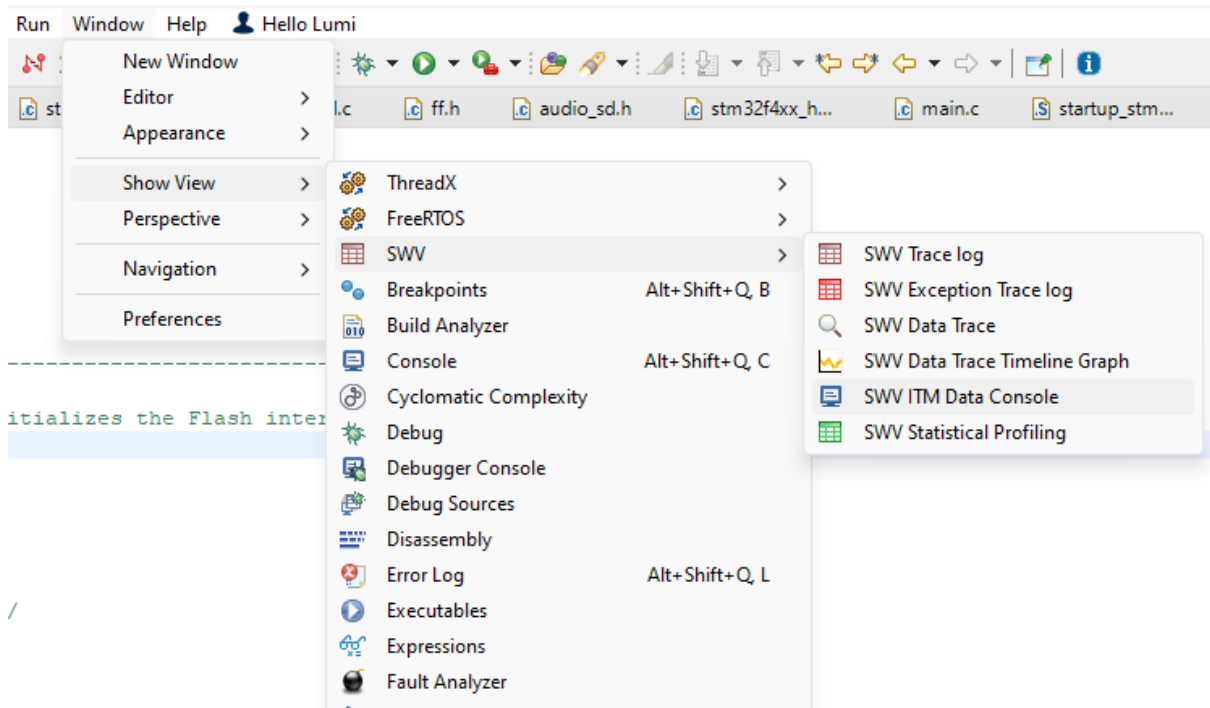 Run Window Help Hello Lumi
New Window
Editor
Appearance
Show View
Perspective
Navigation
Preferences
st
l.c
ff.h
audio_sd.h
stm32f4xx_h...
main.c
startup_stm...
ThreadX
FreeRTOS
SWV
Breakpoints Alt+Shift+Q, B
Build Analyzer
Console Alt+Shift+Q, C
Cyclomatic Complexity
Debug
Debugger Console
Debug Sources
Disassembly
Error Log Alt+Shift+Q, L
Executables
Expressions
Fault Analyzer
SWV Trace log
SWV Exception Trace log
SWV Data Trace
SWV Data Trace Timeline Graph
SWV ITM Data Console
SWV Statistical Profiling
--------------------------
itializes the Flash inter
/